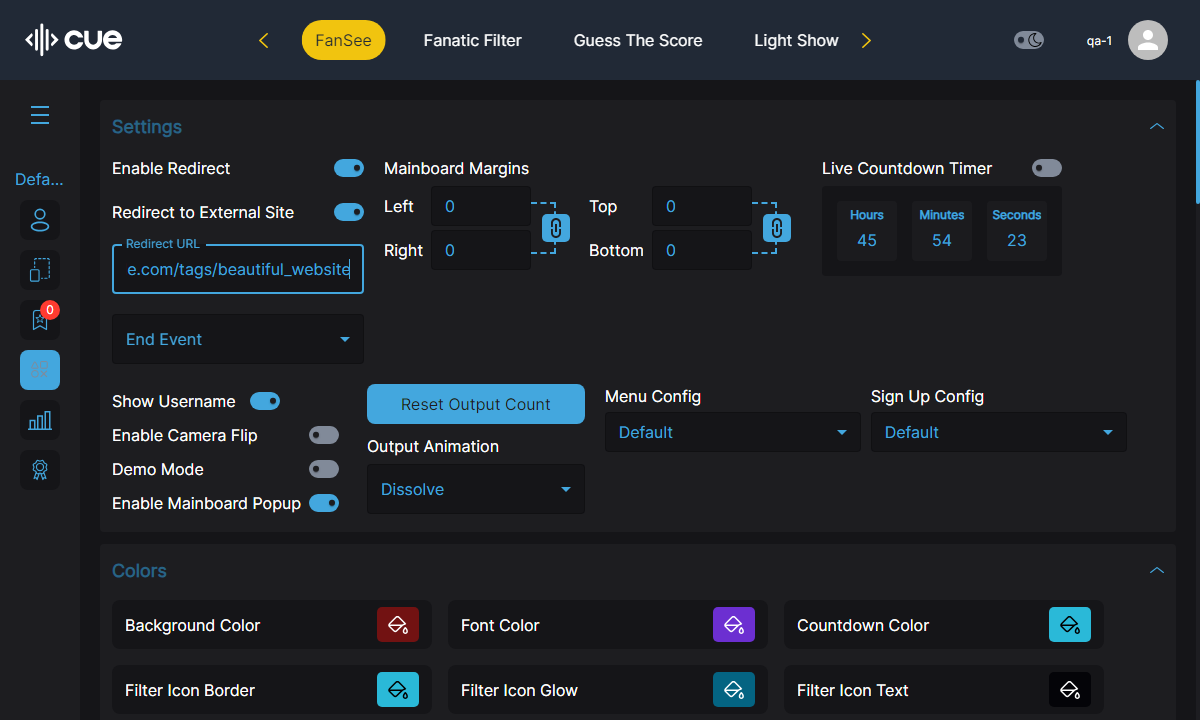 cue
FanSee
Fanatic Filter
Guess The Score
Light Show
qa-1
Defa...
0
Settings
Enable Redirect
Redirect to External Site
Redirect URL
e.com/tags/beautiful_website
End Event
Mainboard Margins
Left
0
Right
0
Top
0
Bottom
0
Live Countdown Timer
Hours
45
Minutes
54
Seconds
23
Show Username
Enable Camera Flip
Demo Mode
Enable Mainboard Popup
Reset Output Count
Output Animation
Dissolve
Menu Config
Default
Sign Up Config
Default
Colors
Background Color
Font Color
Countdown Color
Filter Icon Border
Filter Icon Glow
Filter Icon Text